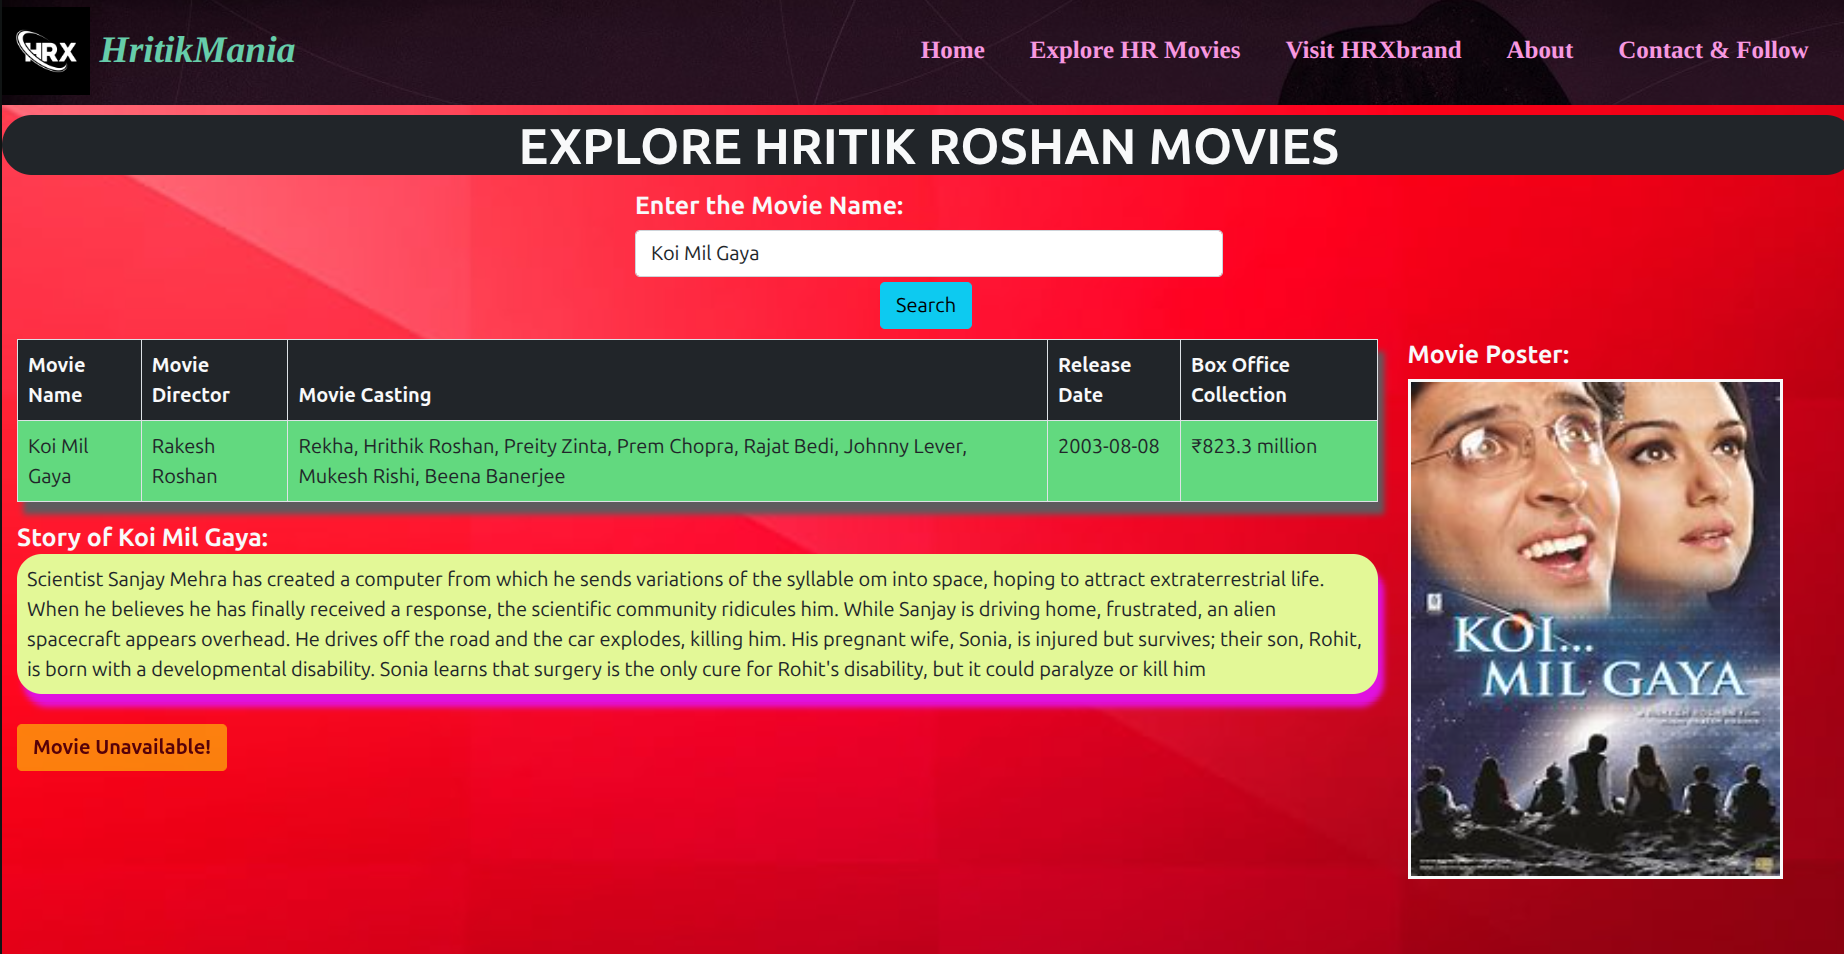 HRX
HritikMania
Home
Explore HR Movies
Visit HRXbrand
About
Contact & Follow
EXPLORE HRITIK ROSHAN MOVIES
Enter the Movie Name:
Koi Mil Gaya
Search
Movie
Name
Movie
Director
Movie Casting
Release
Date
Box Office
Collection
Koi Mil
Gaya
Rakesh
Roshan
Rekha, Hrithik Roshan, Preity Zinta, Prem Chopra, Rajat Bedi, Johnny Lever,
Mukesh Rishi, Beena Banerjee
2003-08-08
₹823.3 million
Story of Koi Mil Gaya:
Scientist Sanjay Mehra has created a computer from which he sends variations of the syllable om into space, hoping to attract extraterrestrial life.
When he believes he has finally received a response, the scientific community ridicules him. While Sanjay is driving home, frustrated, an alien
spacecraft appears overhead. He drives off the road and the car explodes, killing him. His pregnant wife, Sonia, is injured but survives; their son, Rohit,
is born with a developmental disability. Sonia learns that surgery is the only cure for Rohit's disability, but it could paralyze or kill him
Movie Unavailable!
Movie Poster:
KOI...
MIL GAYA